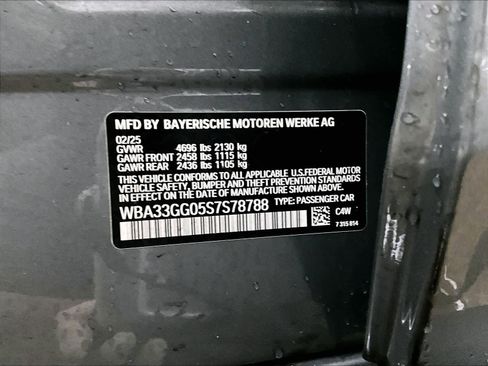 MFD BY BAYERISCHE MOTOREN WERKE AG
02/25
GVWR 4696 lbs 2130 kg
GAWR FRONT 2458 lbs 1115 kg
GAWR REAR 2436 lbs 1105 kg
THIS VEHICLE CONFORMS TO ALL APPLICABLE U.S.FEDERAL MOTOR
VEHICLE SAFETY, BUMPER, AND THEFT PREVENTION STANDARDS
IN EFFECT ON THE DATE OF MANUFACTURE SHOWN ABOVE.
WBA33GG05S7S78788 TYPE: PASSENGER CAR
C4W
7 315 014